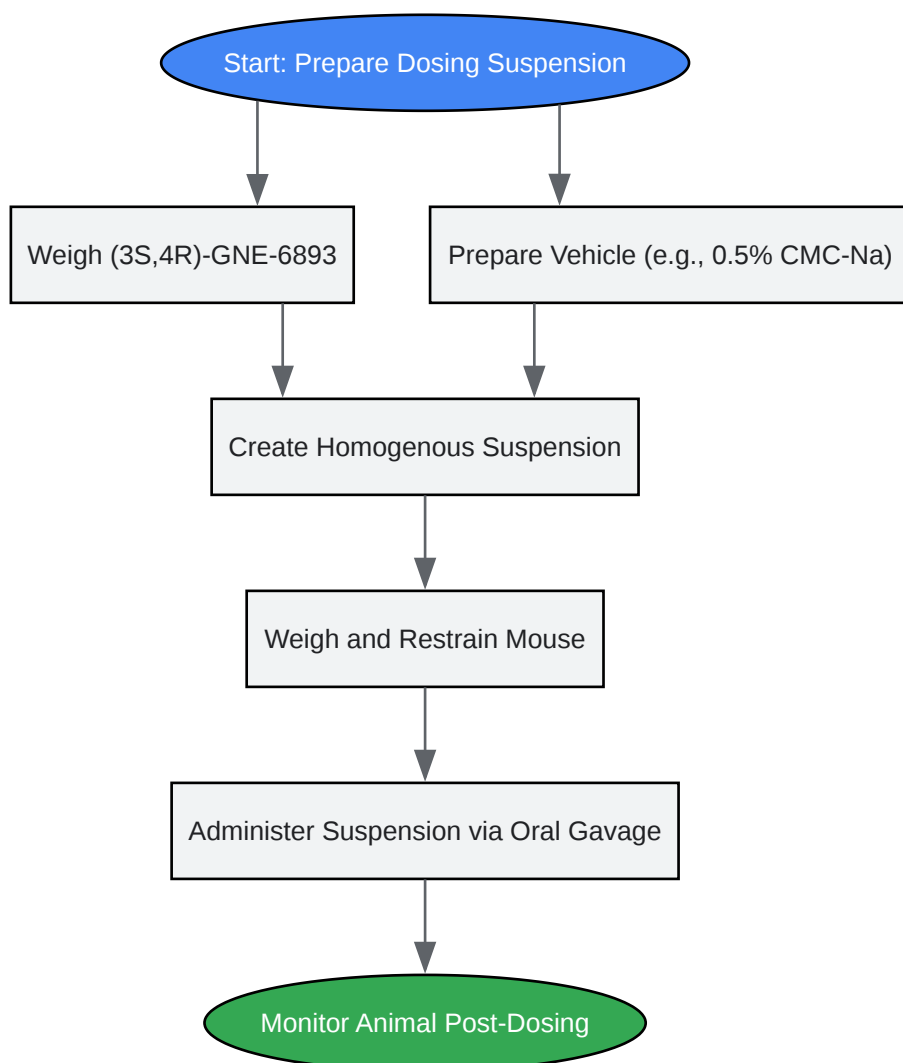 Start: Prepare Dosing Suspension
Weigh (3S,4R)-GNE-6893
Prepare Vehicle (e.g., 0.5% CMC-Na)
Create Homogenous Suspension
Weigh and Restrain Mouse
Administer Suspension via Oral Gavage
Monitor Animal Post-Dosing